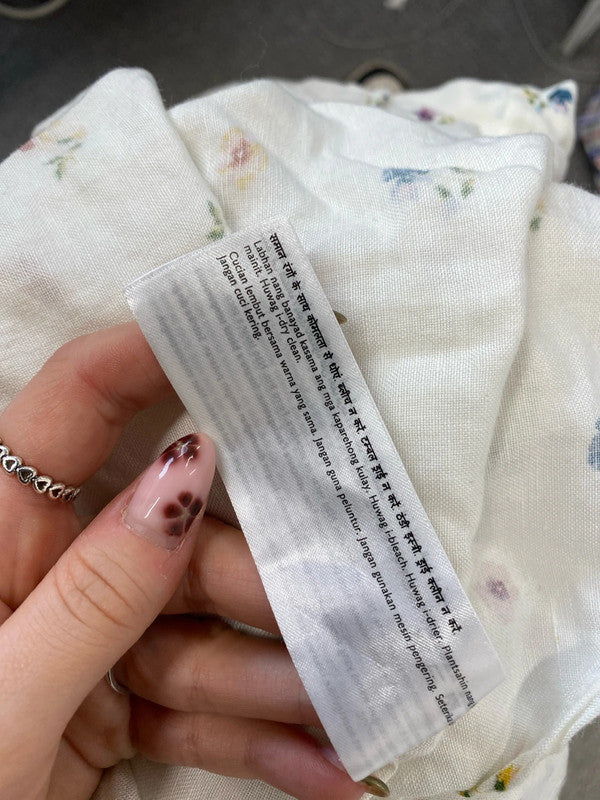 समान रंगों के साथ कोमलता से धोएं. ब्लीच न करें. टम्बल ड्राई न करें. ठंडी इस्त्री. ड्राई क्लीन न करें.
Labhan nang banayad kasama ang mga kaparehong kulay. Huwag i-bleach. Huwag i-drier. Plantsahin nang
mainit. Huwag i-dry clean.
Cucian lembut bersama warna yang sama. Jangan guna peluntur. Jangan gunakan mesin pengering. Seterika
Jangan cuci kering.